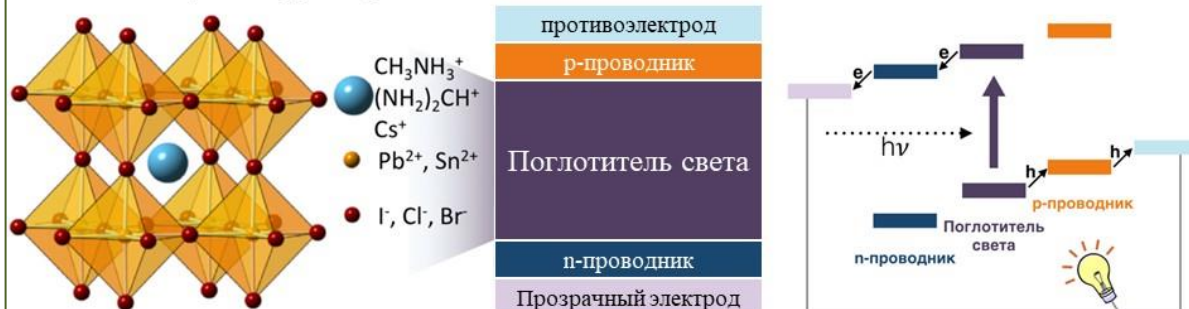 CH₃NH₃⁺
(NH₂)₂CH⁺
Cs⁺
Pb²⁺, Sn²⁺
I⁻, Cl⁻, Br⁻
противоэлектрод
p-проводник
Поглотитель света
n-проводник
Прозрачный электрод
e
e
hν
h
h
p-проводник
Поглотитель
света
n-проводник